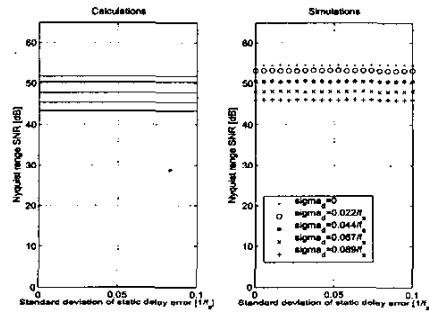 Calculations
Simulations
Nyquist range SNR [dB]
60
50
40
30
20
10
0
0
0.05
0.1
Standard deviation of static delay error [1/f_s]
Nyquist range SNR [dB]
60
50
40
30
20
10
0
0
0.05
0.1
Standard deviation of static delay error [1/f_s]
sigma_d=0
sigma_d=0.022/f_s
sigma_d=0.044/f_s
sigma_d=0.067/f_s
sigma_d=0.089/f_s